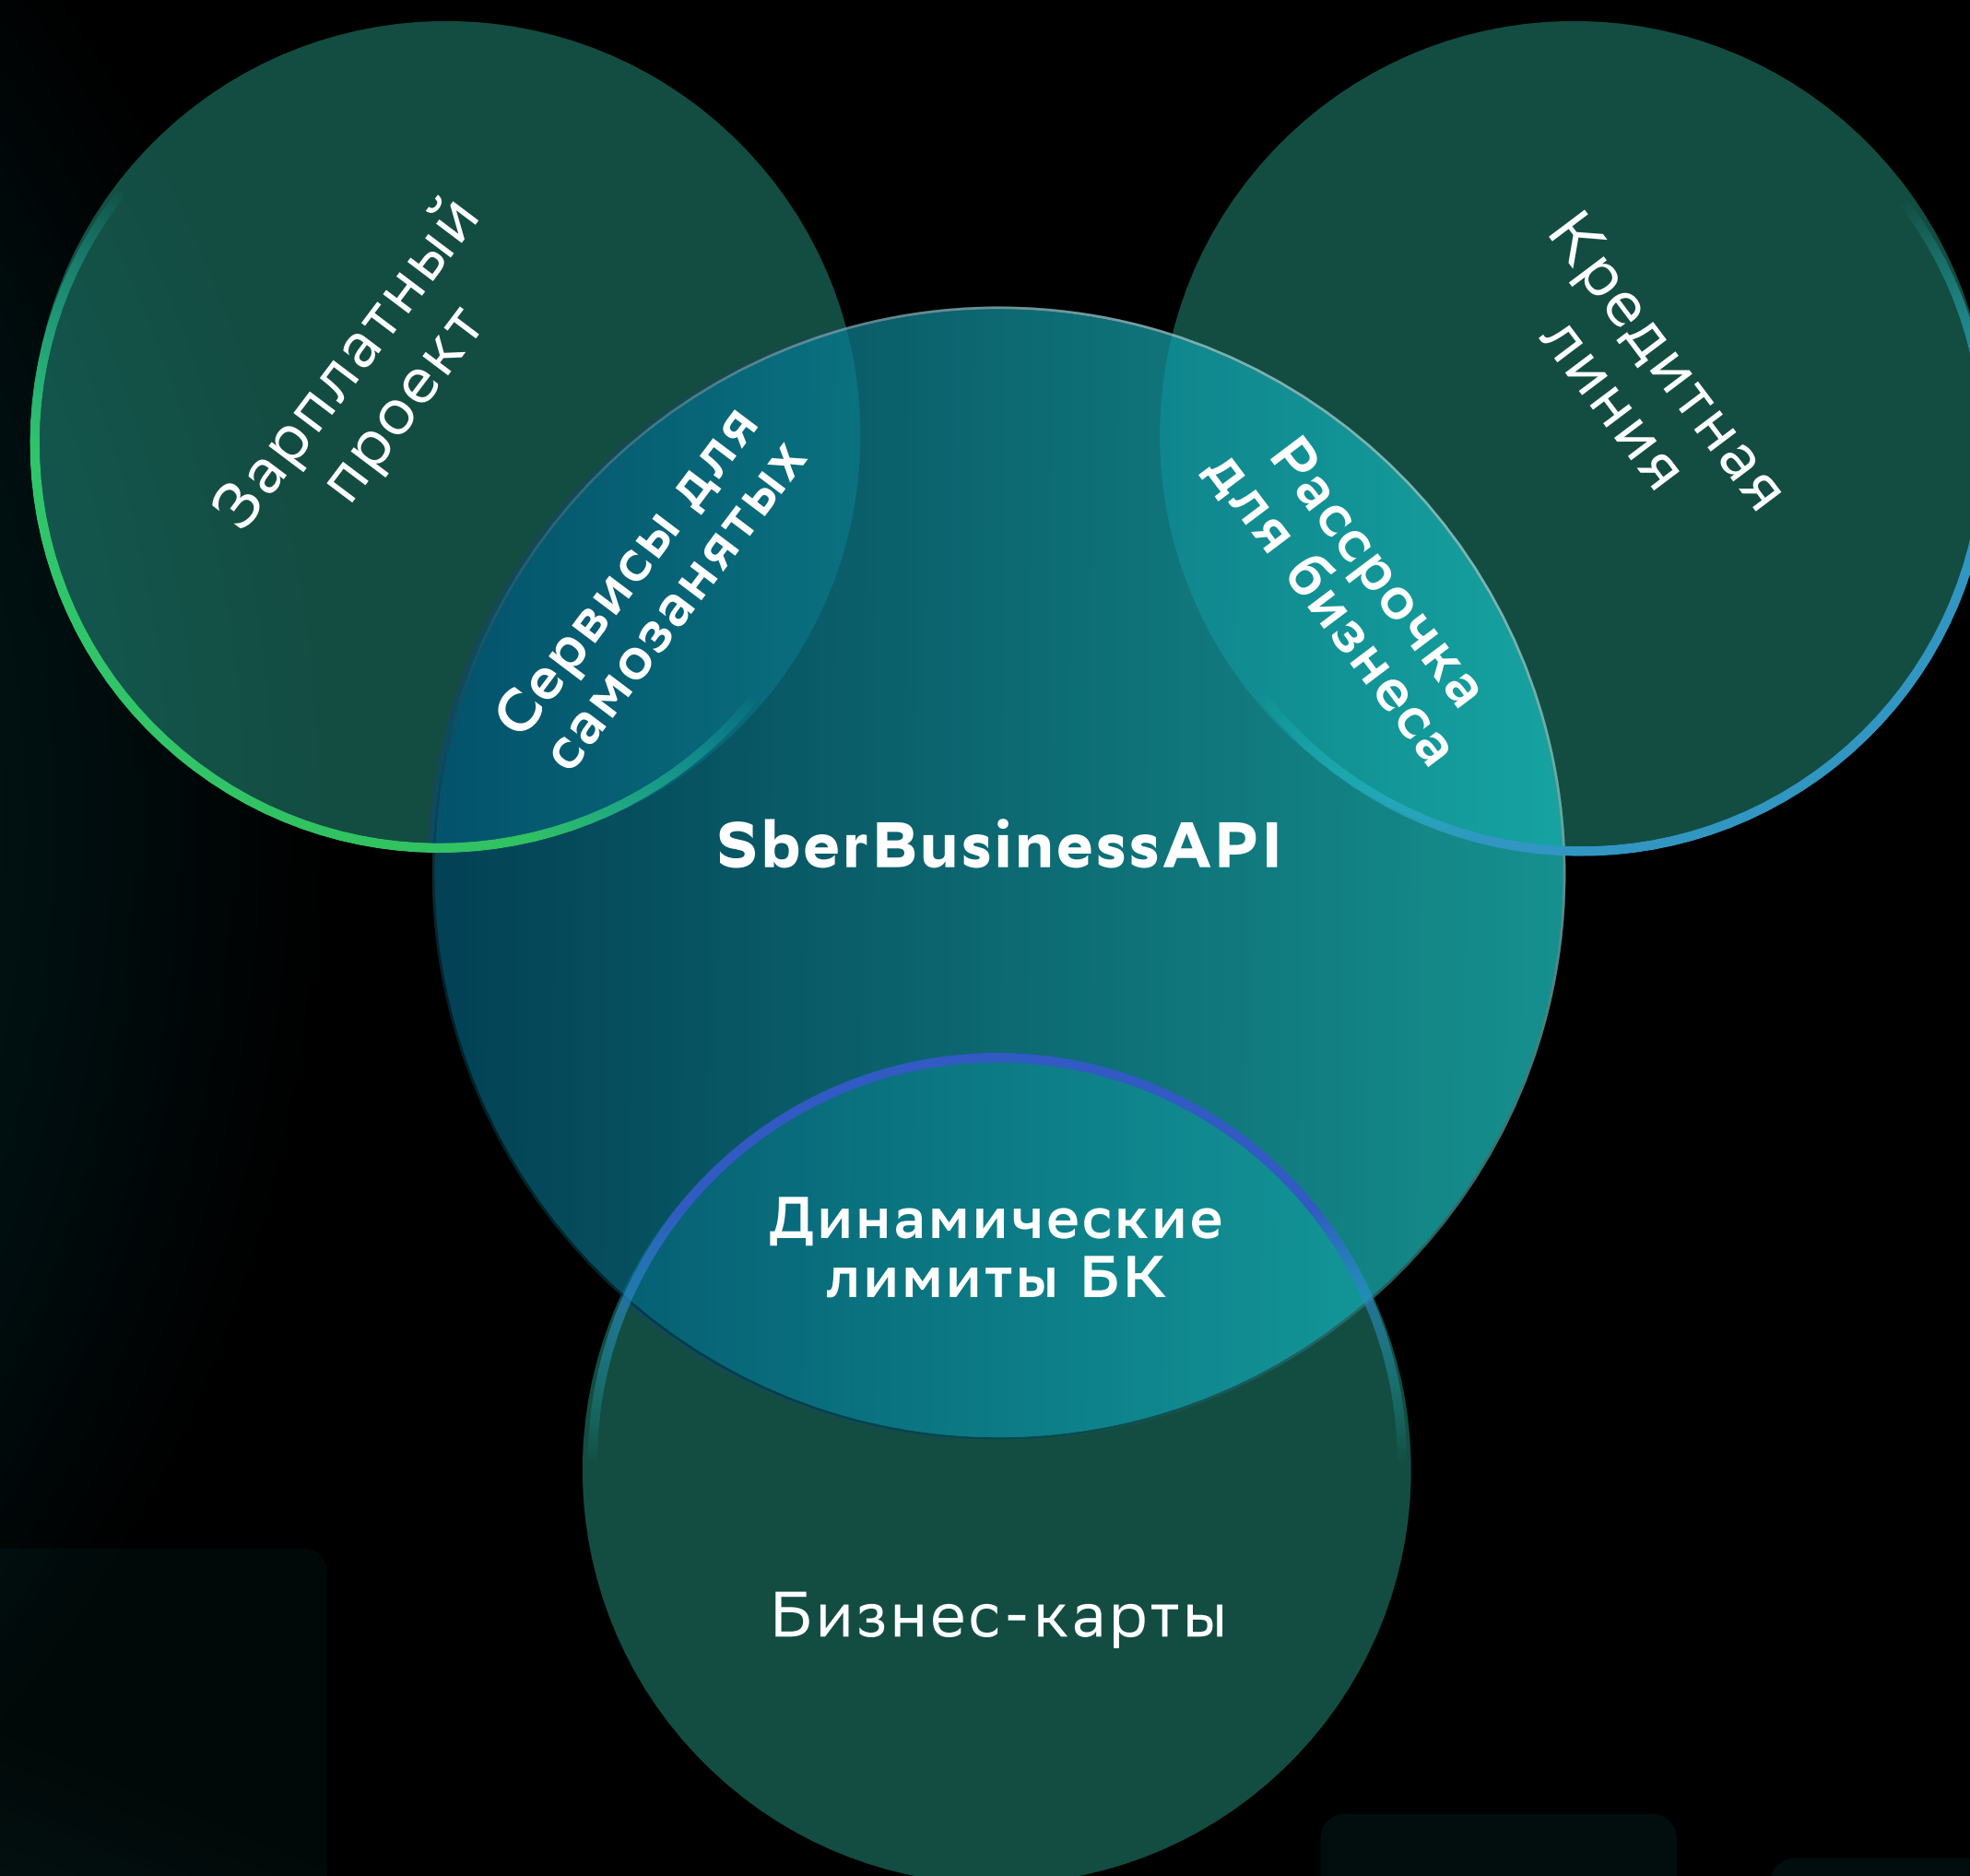 Зарплатный
проект
Кредитная
линия
Сервисы для
самозанятых
Рассрочка
для бизнеса
SberBusinessAPI
Динамические
лимиты БК
Бизнес-карты